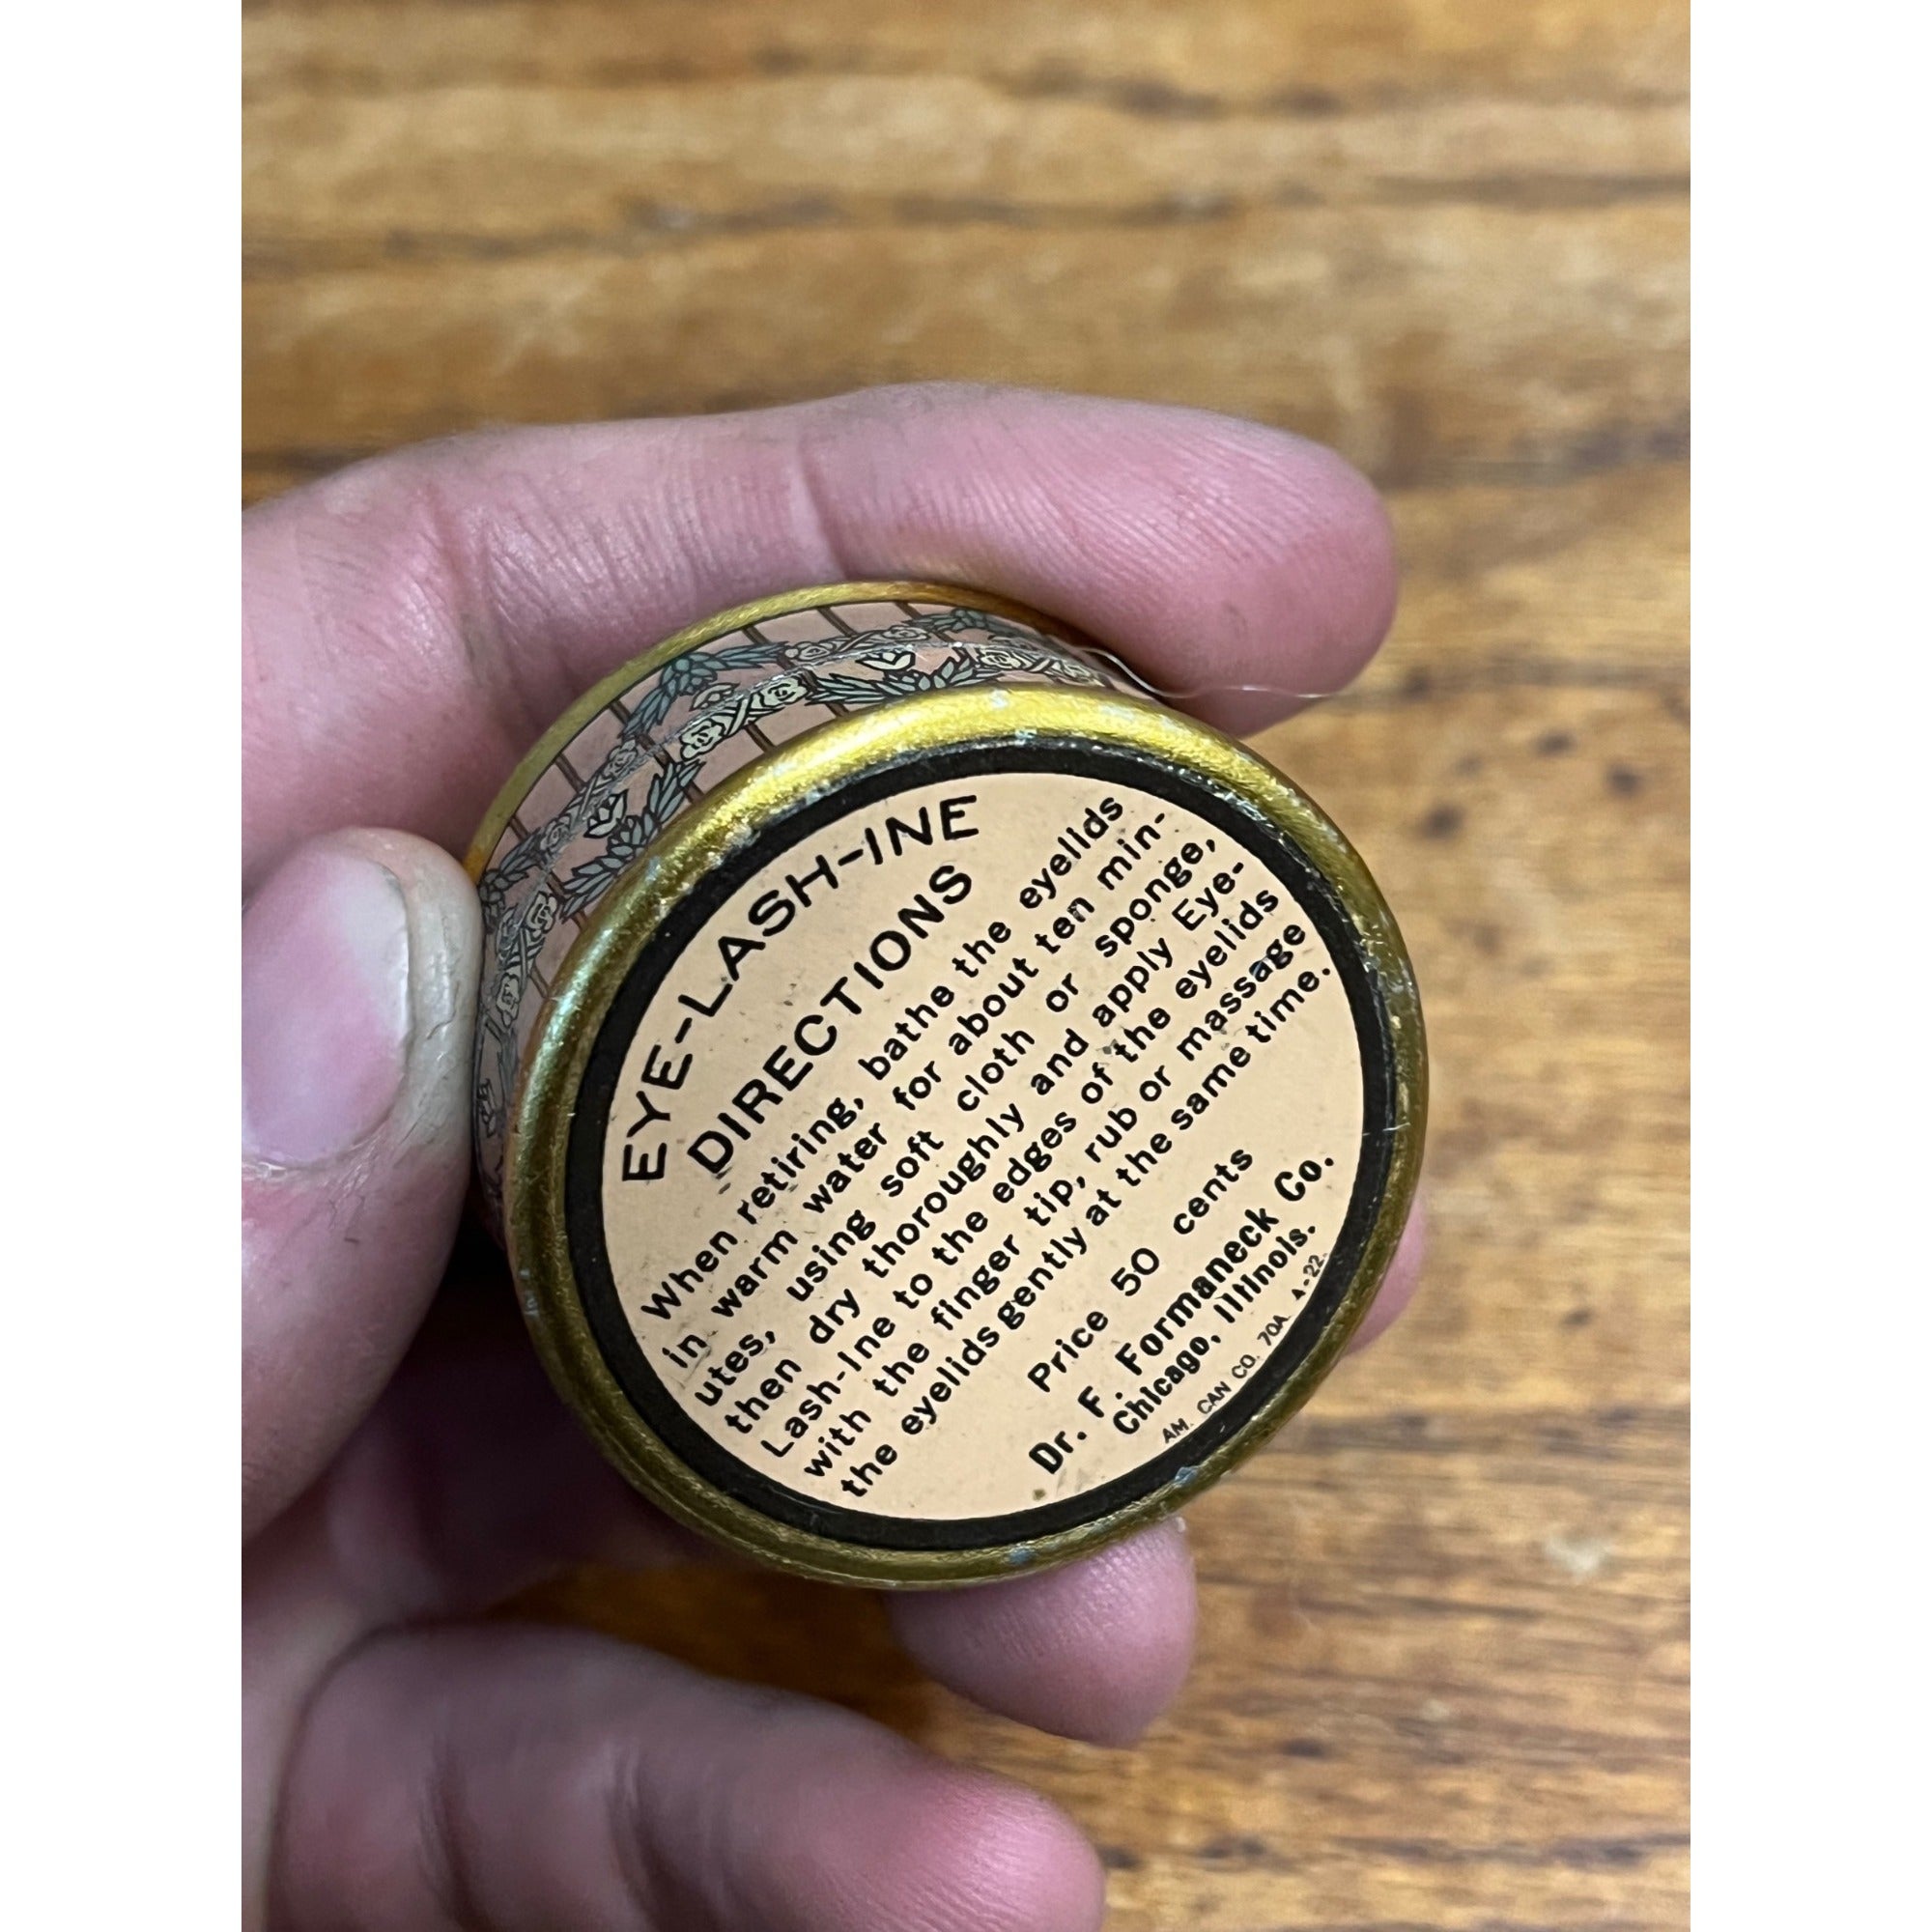 EYE-LASH-INE
DIRECTIONS
When retiring, bathe the eyelids
in warm water for about ten min-
utes, using soft cloth or sponge,
then dry thoroughly and apply Eye-
Lash-Ine to the edges of the eyelids
with the finger tip, rub or massage
the eyelids gently at the same time.
Price 50 cents
Dr. F. Formaneck Co.
Chicago, Illinois.
AM. CAN CO. 70A. A-22.